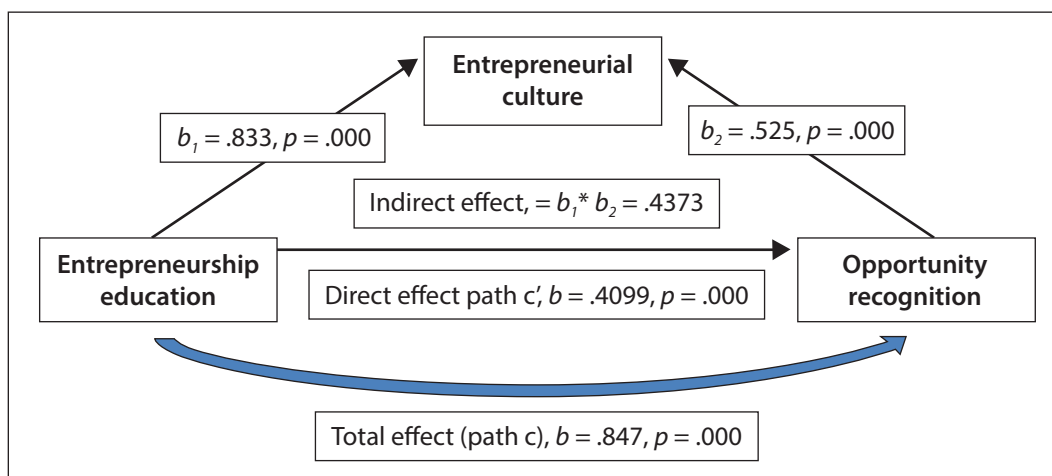 Entrepreneurial
culture
b₁ = .833, p = .000
b₂ = .525, p = .000
Indirect effect, = b₁* b₂ = .4373
Entrepreneurship
education
Direct effect path c', b = .4099, p = .000
Opportunity
recognition
Total effect (path c), b = .847, p = .000